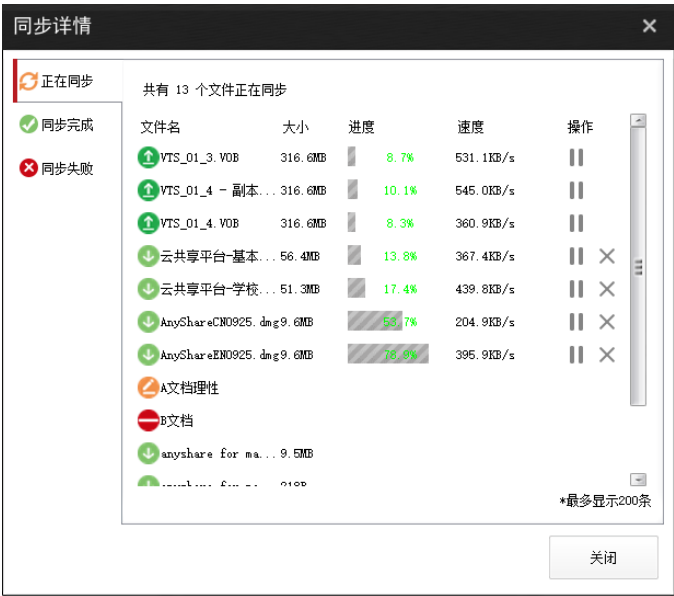 同步详情
正在同步
同步完成
同步失败
共有 13 个文件正在同步
文件名 大小 进度 速度 操作
VTS_01_3.VOB 316.6MB 8.7% 531.1KB/s
VTS_01_4 - 副本... 316.6MB 10.1% 545.0KB/s
VTS_01_4.VOB 316.6MB 8.3% 360.9KB/s
云共享平台-基本... 56.4MB 13.8% 367.4KB/s
云共享平台-学校... 51.3MB 17.4% 439.8KB/s
AnyShareCN0925.dmg 9.6MB 53.7% 204.9KB/s
AnyShareEN0925.dmg 9.6MB 78.9% 395.9KB/s
A文档理性
B文档
anyshare for ma... 9.5MB
*最多显示200条
关闭